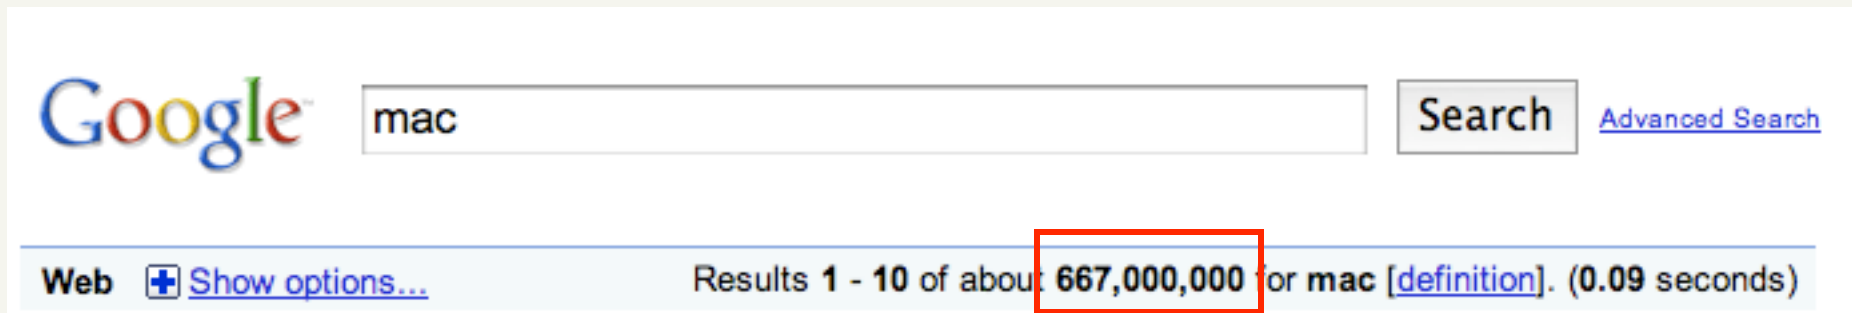 Google™ mac Search Advanced Search
Web Show options... Results 1 - 10 of about 667,000,000 for mac [definition]. (0.09 seconds)